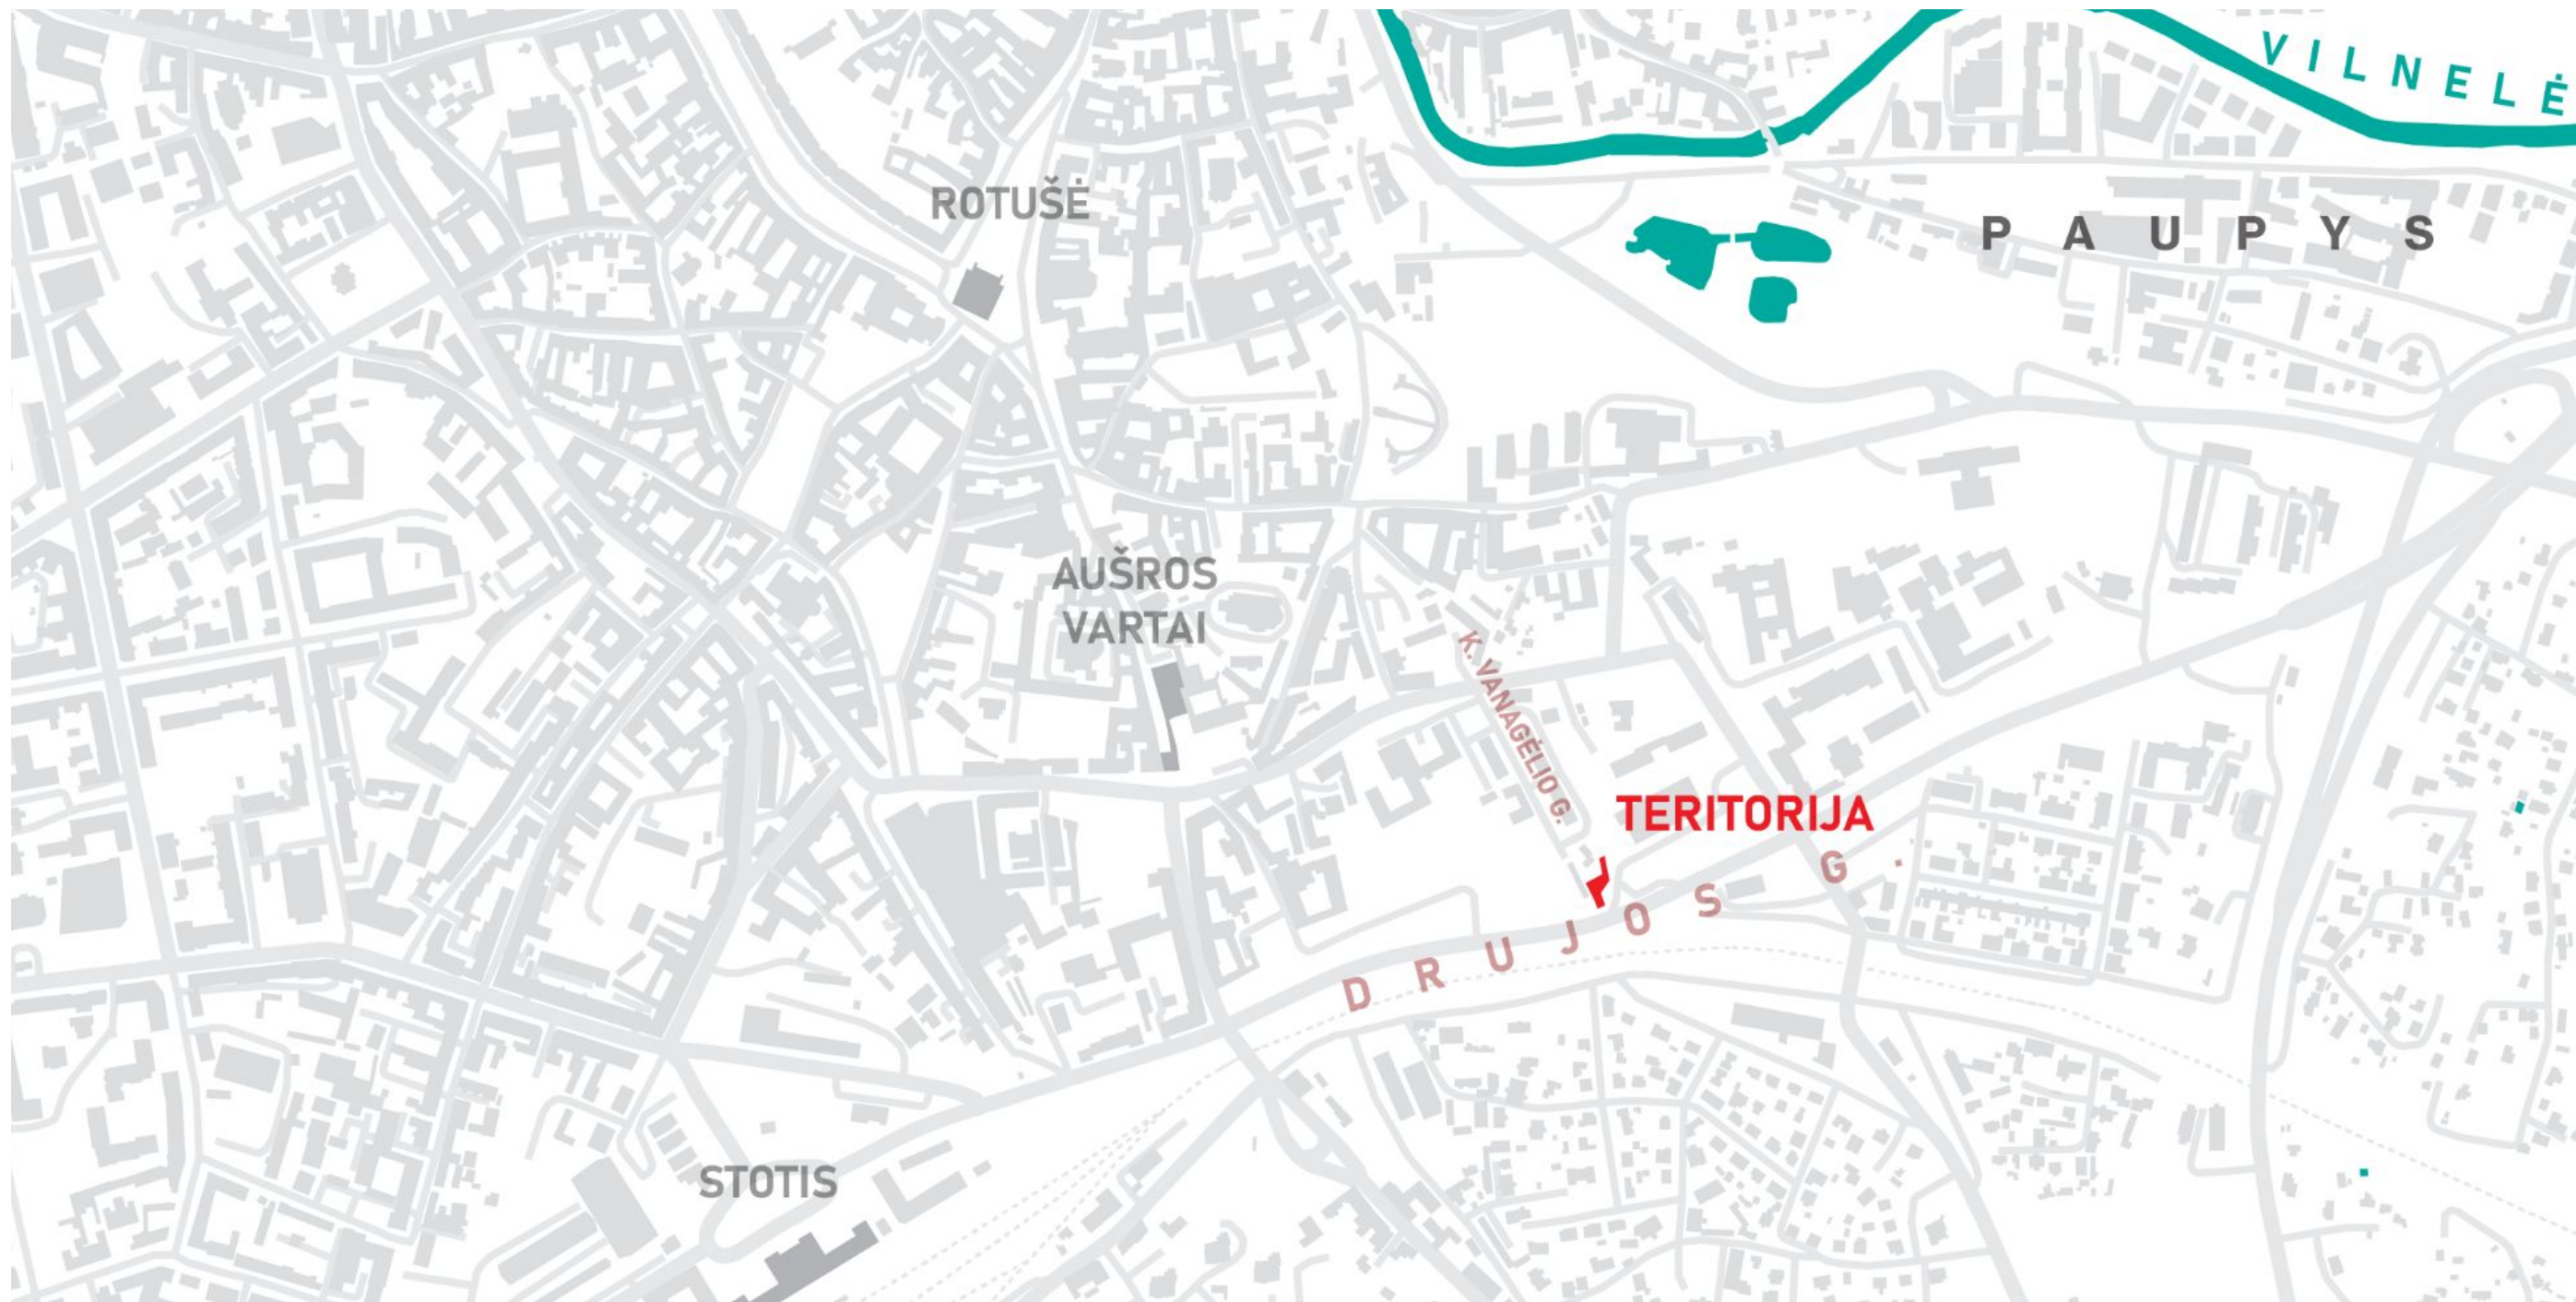 VILNELĖ
ROTUŠĖ
PAUPYS
AUŠROS
VARTAI
K. VANAGĖLIO G.
TERITORIJA
DRUJOS G.
STOTIS